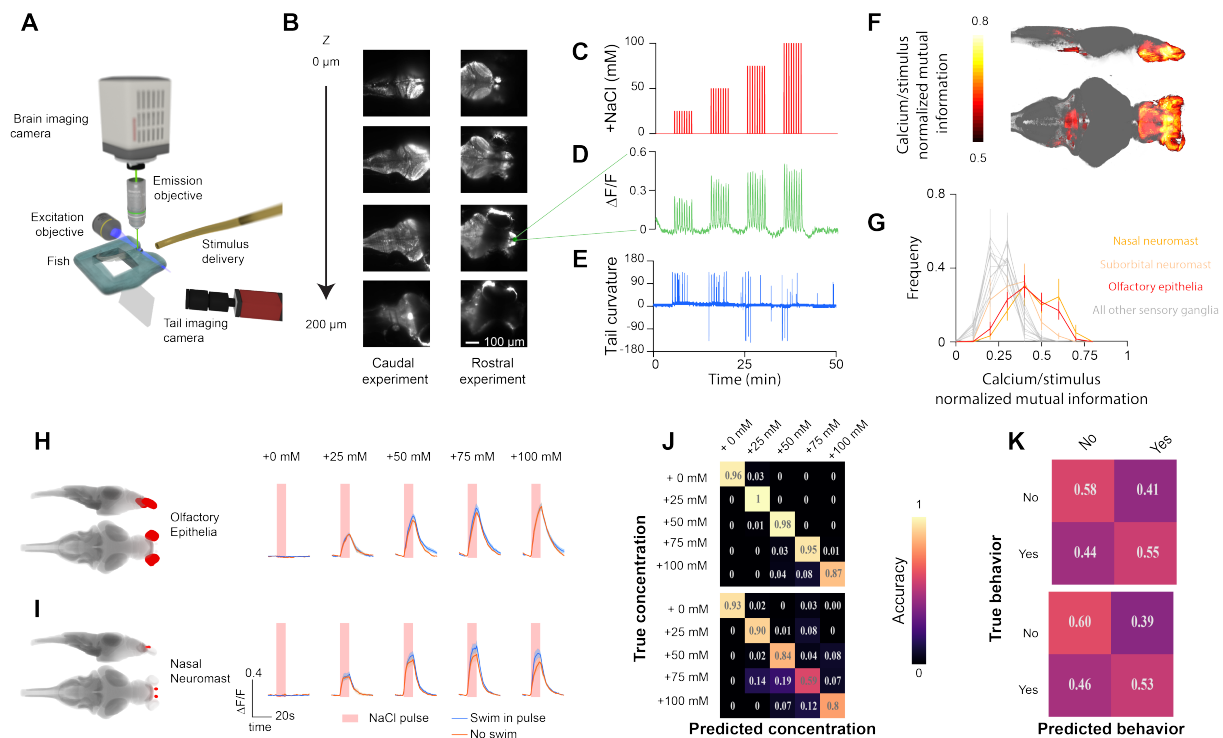 A
Brain imaging
camera
Emission
objective
Excitation
objective
Fish
Stimulus
delivery
Tail imaging
camera
B
Z
0 µm
200 µm
100 µm
Caudal
experiment
Rostral
experiment
C
+NaCl (mM)
100
75
50
25
0
D
ΔF/F
0.6
0.3
0
E
Tail curvature
180
90
0
-90
-180
0 10 20 30 40 50
Time (min)
F
Calcium/stimulus
normalized mutual
information
0.8
0.5
G
Frequeny
0.8
0.4
0
0 0.25 0.5 0.75 1
Calcium/stimulus
normalized mutual information
Nasal neuromast
Suborbital neuromast
Olfactory epithelia
All other sensory ganglia
H
+0 mM +25 mM +50 mM +75 mM +100 mM
Olfactory
Epithelia
I
Nasal
Neuromast
0.4
ΔF/F
20s
time
NaCl pulse
Swim in pulse
No swim
J
+ 0 mM +25 mM +50 mM +75 mM +100 mM
+ 0 mM 0.96 0.03 0 0 0
+25 mM 0 1 0 0 0
+50 mM 0 0.01 0.98 0 0
+75 mM 0 0 0.03 0.95 0.01
+100 mM 0 0 0.04 0.08 0.87
+ 0 mM 0.93 0.02 0 0.03 0.00
+25 mM 0 0.90 0.01 0.08 0
+50 mM 0 0.02 0.84 0.04 0.08
+75 mM 0 0.14 0.19 0.07
+100 mM 0 0 0.07 0.12 0.8
True concentration
Predicted concentration
1
Accuracy
0
K
No Yes
No 0.58 0.41
Yes 0.44 0.55
No 0.60 0.39
Yes 0.46 0.53
True behavior
Predicted behavior